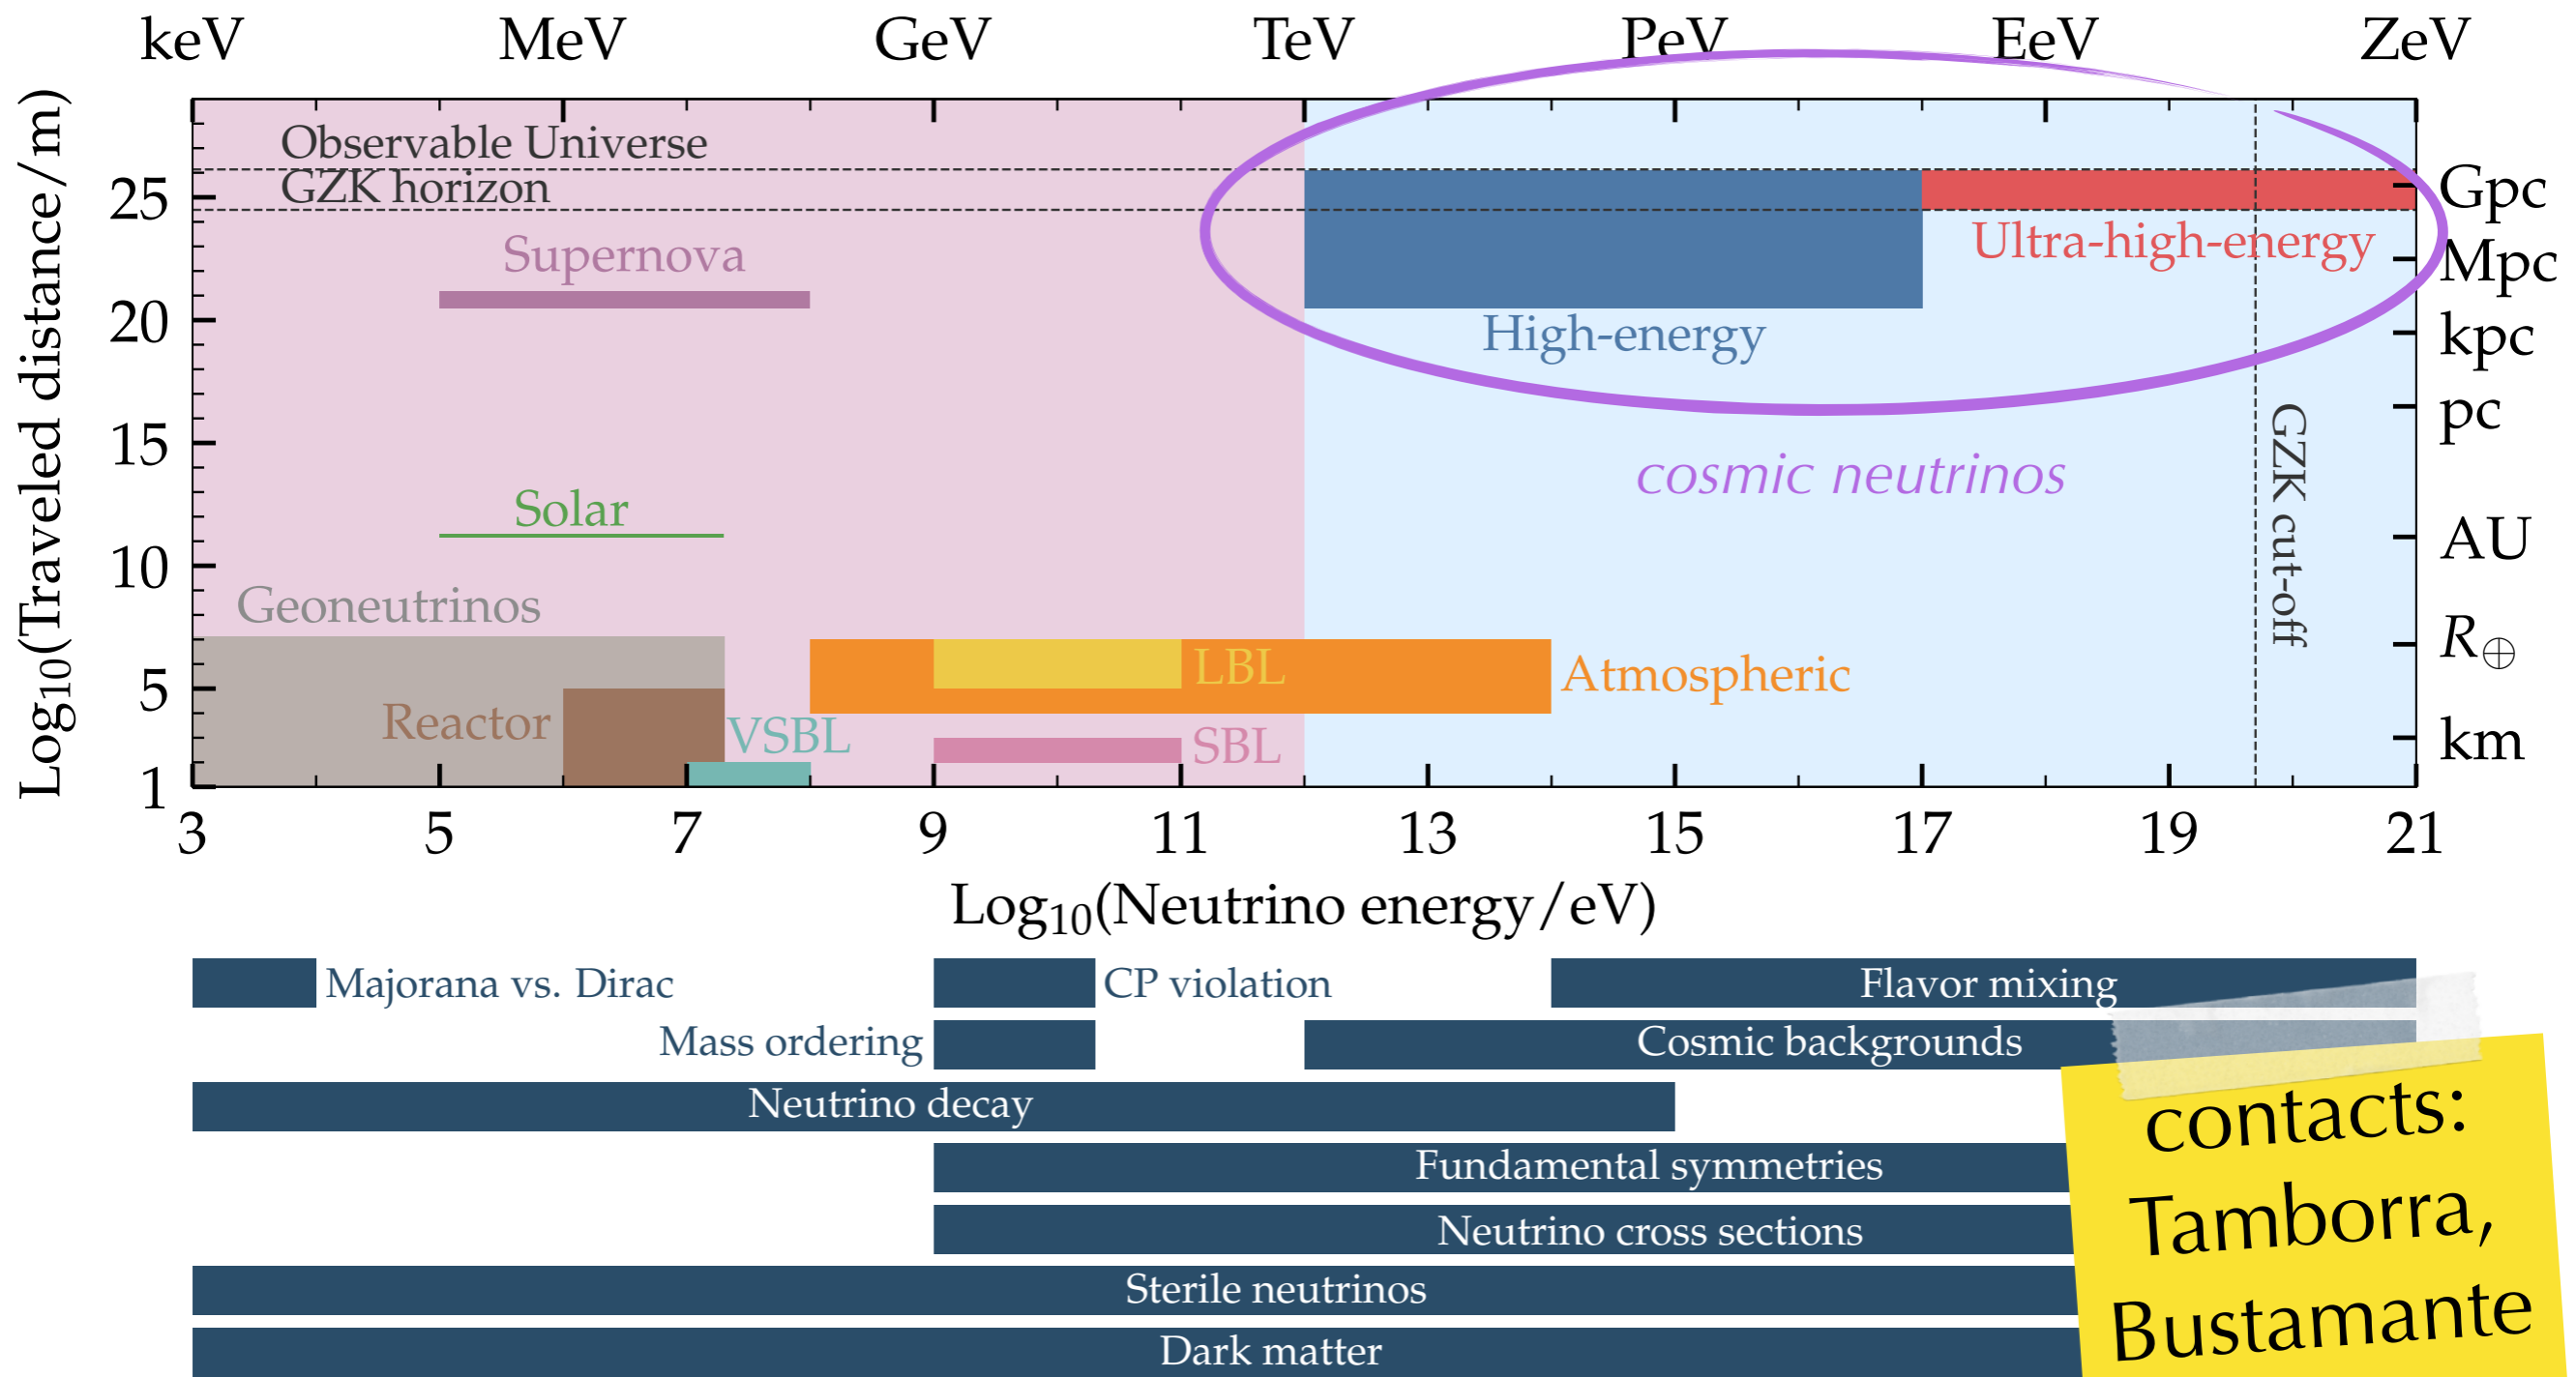 keV MeV GeV TeV PeV EeV ZeV
Log10(Traveled distance/m)
Observable Universe
GZK horizon
25
Gpc
Supernova
Ultra-high-energy
Mpc
20
High-energy
kpc
pc
15
cosmic neutrinos
GZK cut-off
Solar
AU
10
Geoneutrinos
R⊕
5
LBL
Atmospheric
Reactor
VSBL
SBL
km
1
3 5 7 9 11 13 15 17 19 21
Log10(Neutrino energy/eV)
Majorana vs. Dirac
CP violation
Flavor mixing
Mass ordering
Cosmic backgrounds
Neutrino decay
Fundamental symmetries
Neutrino cross sections
Sterile neutrinos
Dark matter
contacts:
Tamborra,
Bustamante